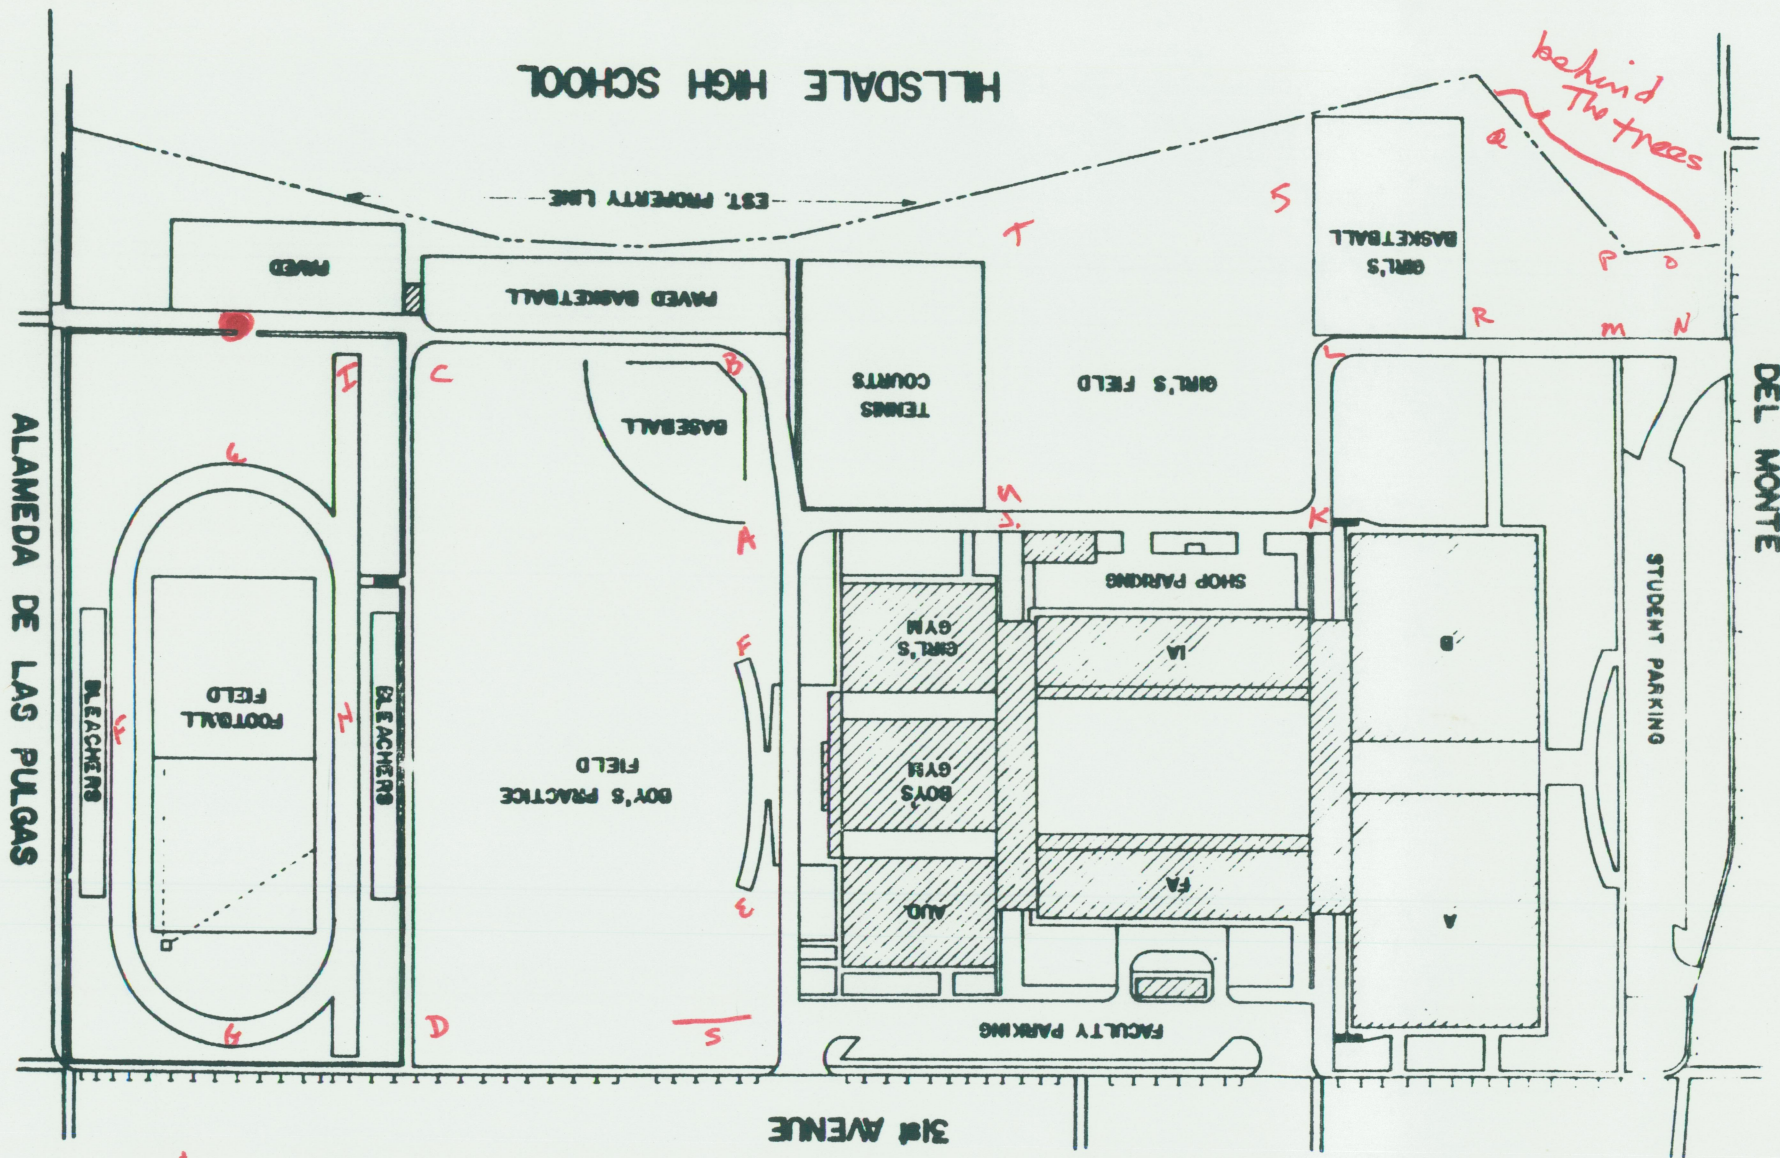 HILLSDALE HIGH SCHOOL
behind
The trees
EST. PROPERTY LINE
PAVED
PAVED BASKETBALL
TENNIS
COURTS
GIRL'S FIELD
GIRL'S
BASKETBALL
S
T
Q
P
O
R
M
N
L
DEL MONTE
I
C
B
BASEBALL
A
J.
K
SHOP PARKING
STUDENT PARKING
ALAMEDA DE LAS PULGAS
BLEACHERS
FOOTBALL
FIELD
I
BLEACHERS
BOY'S PRACTICE
FIELD
F
E
GIRL'S
GYM
BOY'S
GYM
AUD.
IA
FA
B
A
D
S
FACULTY PARKING
31st AVENUE